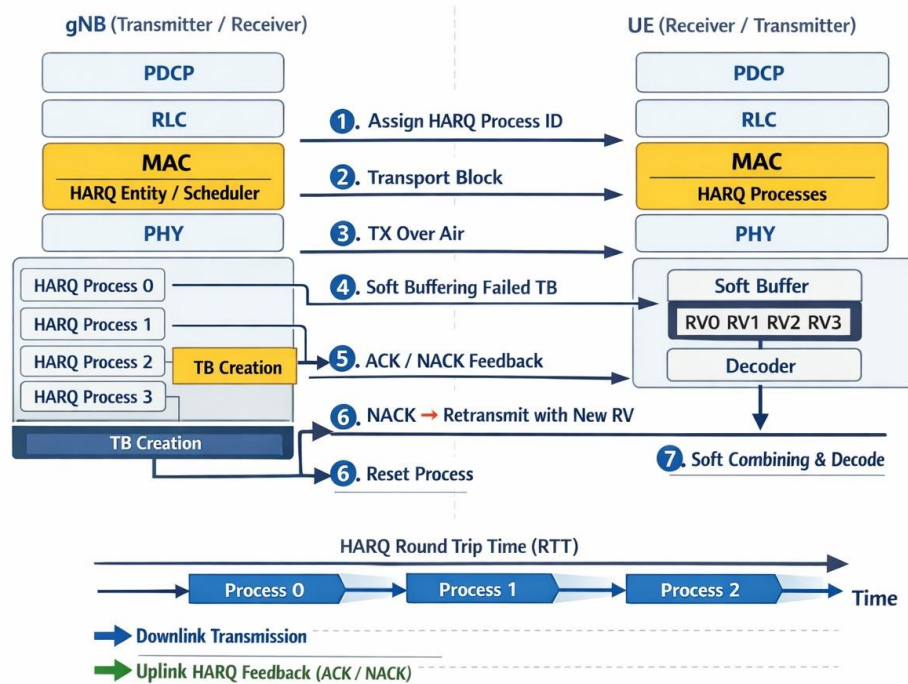 gNB (Transmitter / Receiver)
UE (Receiver / Transmitter)
PDCP
PDCP
RLC
1. Assign HARQ Process ID
RLC
MAC
HARQ Entity / Scheduler
2. Transport Block
MAC
HARQ Processes
PHY
3. TX Over Air
PHY
HARQ Process 0
4. Soft Buffering Failed TB
Soft Buffer
HARQ Process 1
RV0 RV1 RV2 RV3
HARQ Process 2
TB Creation
5. ACK / NACK Feedback
Decoder
HARQ Process 3
6. NACK → Retransmit with New RV
TB Creation
6. Reset Process
7. Soft Combining & Decode
HARQ Round Trip Time (RTT)
Process 0
Process 1
Process 2
Time
Downlink Transmission
Uplink HARQ Feedback (ACK / NACK)